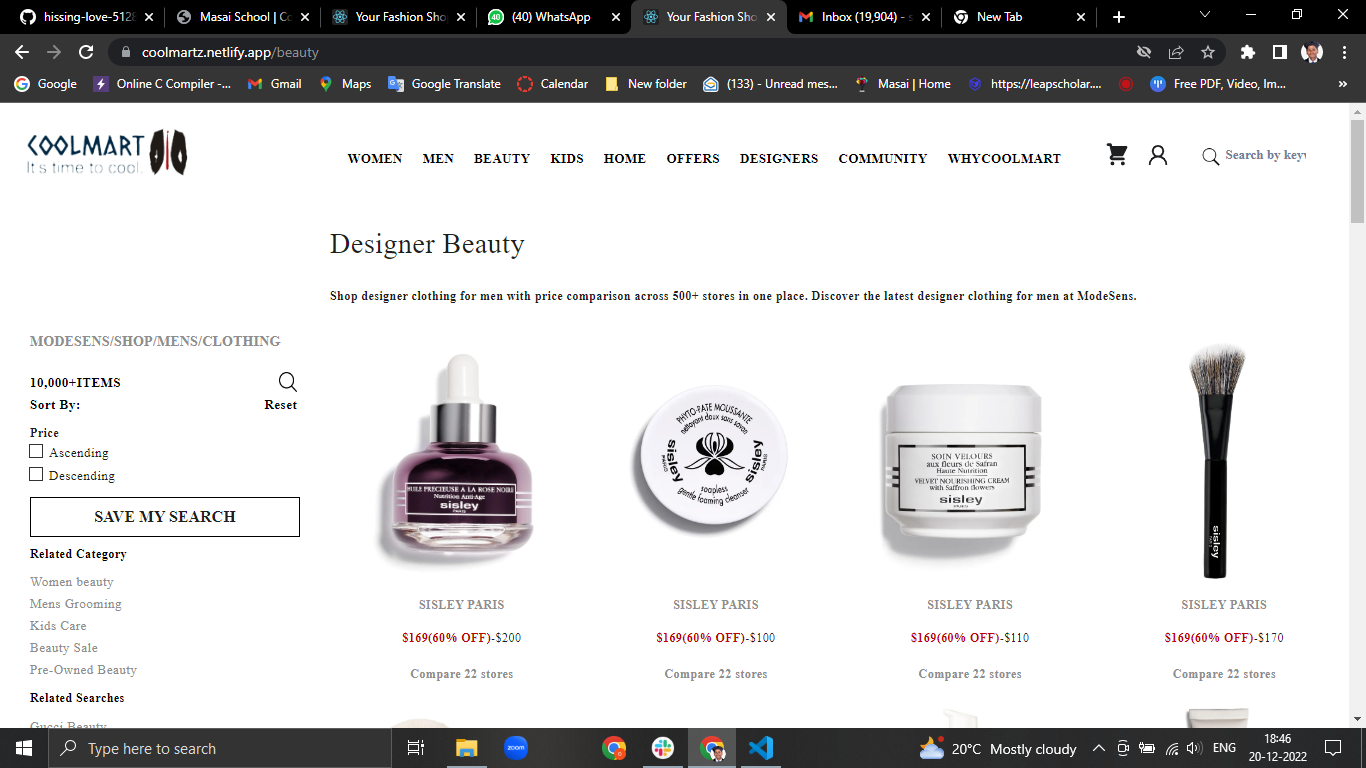 hissing-love-5128
Masai School | Co
Your Fashion Sho
(40) WhatsApp
Your Fashion Sho
Inbox (19,904) - s
New Tab
coolmartz.netlify.app/beauty
Google
Online C Compiler -...
Gmail
Maps
Google Translate
Calendar
New folder
(133) - Unread mes...
Masai | Home
https://leapscholar....
Free PDF, Video, Im...
»
COOLMART
It's time to cool.
WOMEN
MEN
BEAUTY
KIDS
HOME
OFFERS
DESIGNERS
COMMUNITY
WHYCOOLMART
Search by keyw
Designer Beauty
Shop designer clothing for men with price comparison across 500+ stores in one place. Discover the latest designer clothing for men at ModeSens.
MODESENS/SHOP/MENS/CLOTHING
10,000+ITEMS
Sort By:
Reset
Price
Ascending
Descending
SAVE MY SEARCH
Related Category
Women beauty
Mens Grooming
Kids Care
Beauty Sale
Pre-Owned Beauty
Related Searches
Gucci Beauty
HUILE PRECIEUSE A LA ROSE NOIRE
Nutrition Anti-Age
sisley
PARIS
PHYTO-PATE MOUSSANTE
nettoyant doux sans savon
sisley
PARIS
sisley
PARIS
soapless
gentle foaming cleanser
SOIN VELOURS
aux fleurs de Safran
Haute Nutrition
VELVET NOURISHING CREAM
with Saffron flowers
sisley
PARIS
sisley
SISLEY PARIS
$169(60% OFF)-$200
Compare 22 stores
SISLEY PARIS
$169(60% OFF)-$100
Compare 22 stores
SISLEY PARIS
$169(60% OFF)-$110
Compare 22 stores
SISLEY PARIS
$169(60% OFF)-$170
Compare 22 stores
Type here to search
zoom
20°C Mostly cloudy
ENG
18:46
20-12-2022